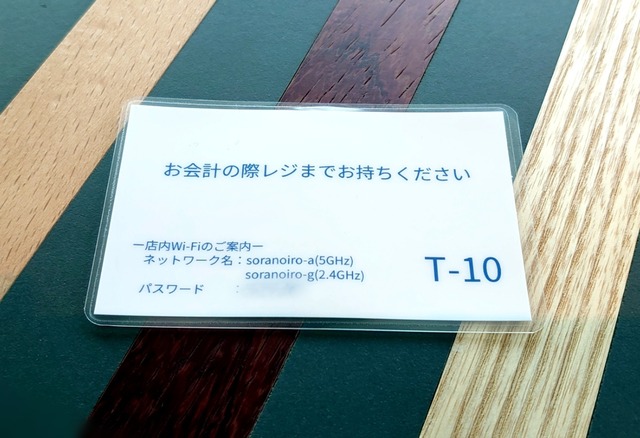 お会計の際レジまでお持ちください
ー店内Wi-Fiのご案内ー
ネットワーク名：soranoiro-a(5GHz)
soranoiro-g(2.4GHz)
パスワード　：
T-10